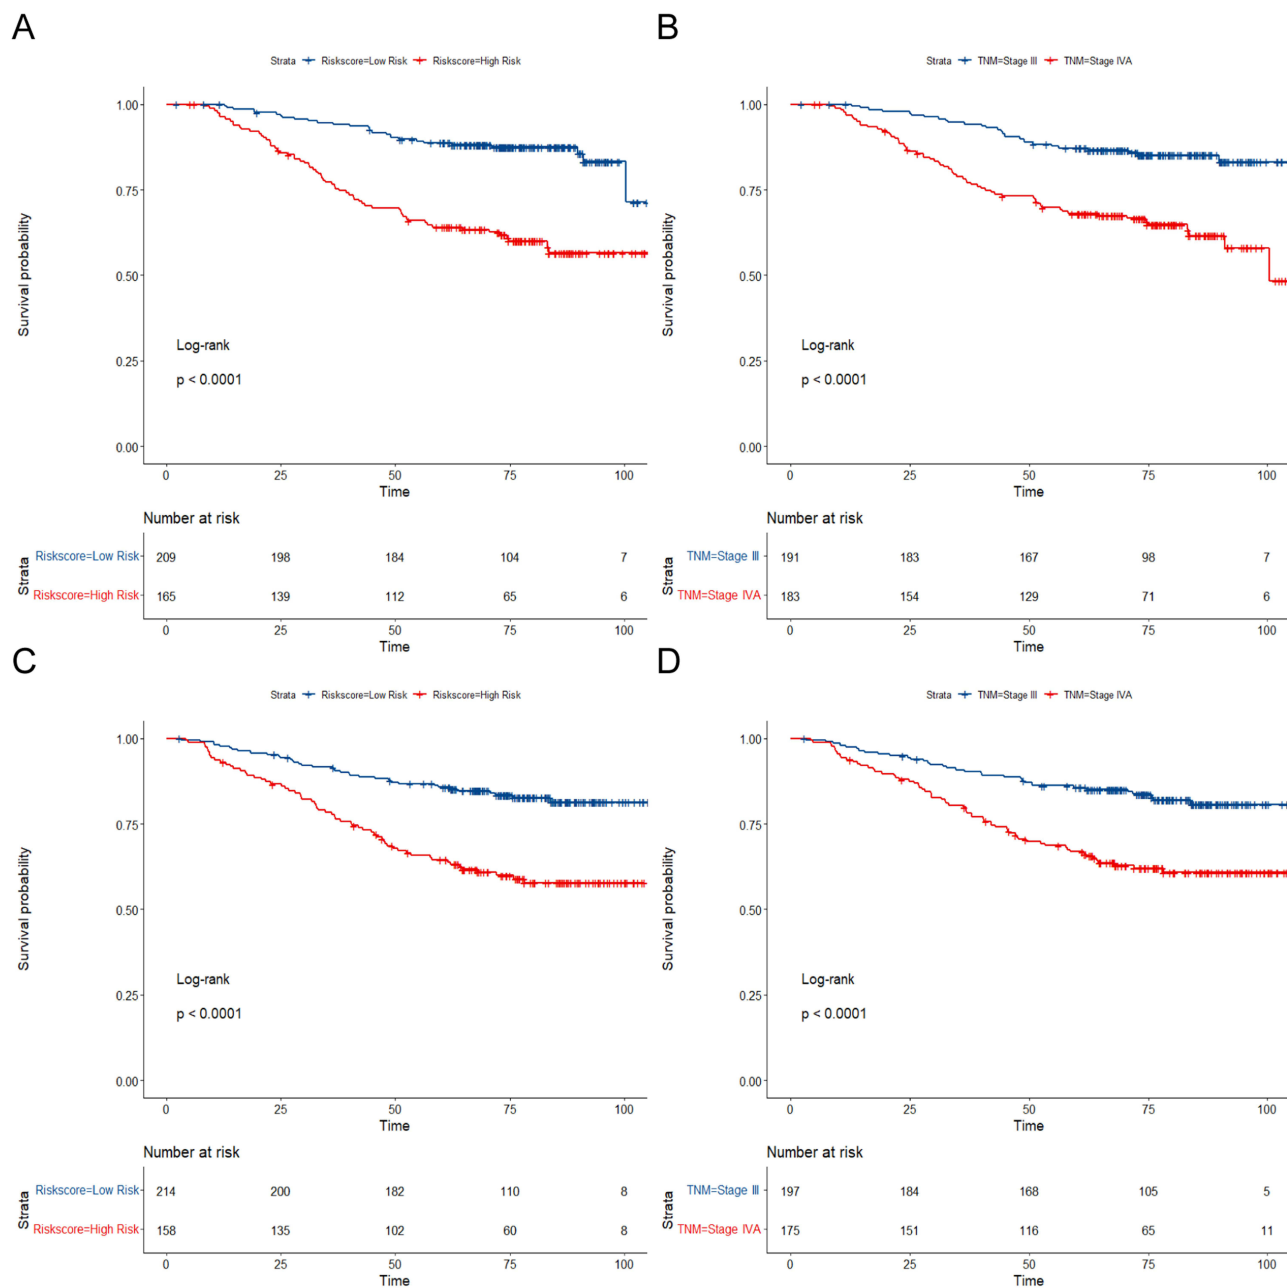 A
Strata Riskscore=Low Risk Riskscore=High Risk
1.00
0.75
0.50
0.25
0.00
Survival probability
Log-rank
p < 0.0001
0 25 50 75 100
Time
Number at risk
Strata
Riskscore=Low Risk 209 198 184 104 7
Riskscore=High Risk 165 139 112 65 6
0 25 50 75 100
Time
B
Strata TNM=Stage III TNM=Stage IVA
1.00
0.75
0.50
0.25
0.00
Survival probability
Log-rank
p < 0.0001
0 25 50 75 100
Time
Number at risk
Strata
TNM=Stage III 191 183 167 98 7
TNM=Stage IVA 183 154 129 71 6
0 25 50 75 100
Time
C
Strata Riskscore=Low Risk Riskscore=High Risk
1.00
0.75
0.50
0.25
0.00
Survival probability
Log-rank
p < 0.0001
0 25 50 75 100
Time
Number at risk
Strata
Riskscore=Low Risk 214 200 182 110 8
Riskscore=High Risk 158 135 102 60 8
0 25 50 75 100
Time
D
Strata TNM=Stage III TNM=Stage IVA
1.00
0.75
0.50
0.25
0.00
Survival probability
Log-rank
p < 0.0001
0 25 50 75 100
Time
Number at risk
Strata
TNM=Stage III 197 184 168 105 5
TNM=Stage IVA 175 151 116 65 11
0 25 50 75 100
Time